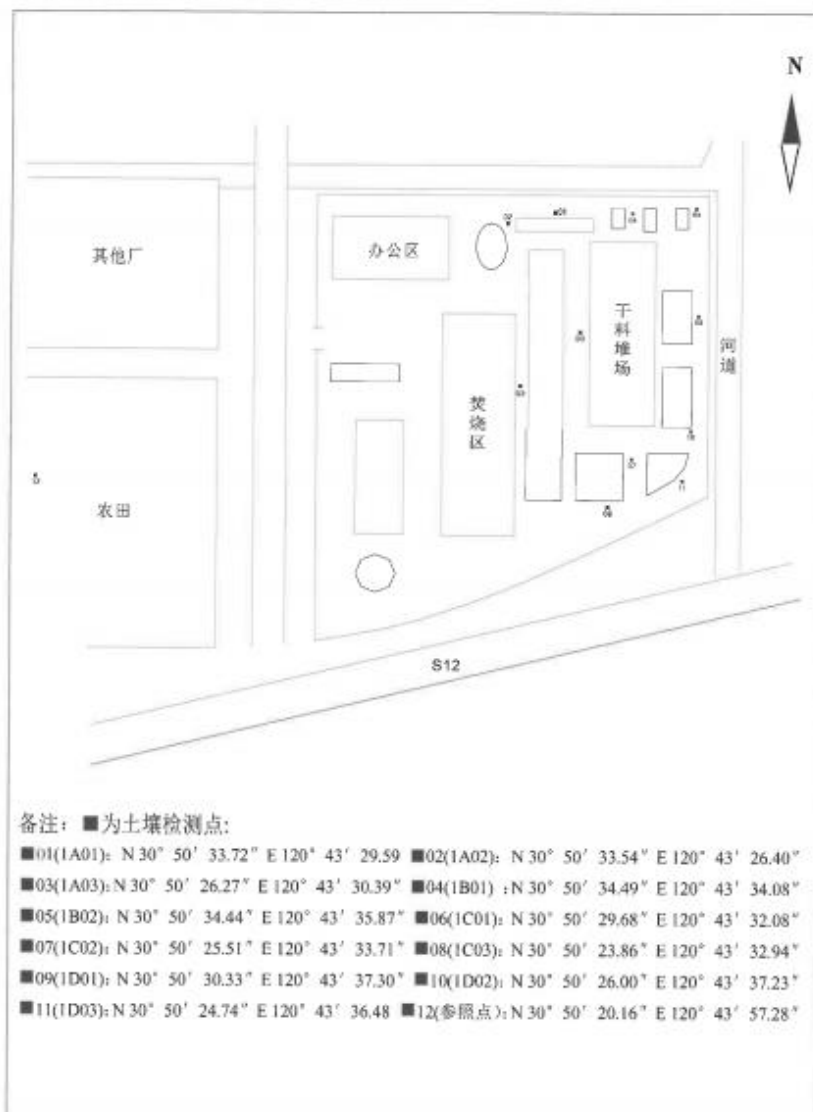 N
02
■01
其他厂
办公区
干料堆场
河道
焚烧区
农田
S12
备注：■为土壤检测点:
■01(1A01): N 30° 50′ 33.72″ E 120° 43′ 29.59 ■02(1A02): N 30° 50′ 33.54″ E 120° 43′ 26.40″
■03(1A03): N 30° 50′ 26.27″ E 120° 43′ 30.39″ ■04(1B01) : N 30° 50′ 34.49″ E 120° 43′ 34.08″
■05(1B02): N 30° 50′ 34.44″ E 120° 43′ 35.87″ ■06(1C01): N 30° 50′ 29.68″ E 120° 43′ 32.08″
■07(1C02): N 30° 50′ 25.51″ E 120° 43′ 33.71″ ■08(1C03): N 30° 50′ 23.86″ E 120° 43′ 32.94″
■09(1D01): N 30° 50′ 30.33″ E 120° 43′ 37.30″ ■10(1D02): N 30° 50′ 26.00″ E 120° 43′ 37.23″
■11(1D03): N 30° 50′ 24.74″ E 120° 43′ 36.48 ■12(参照点): N 30° 50′ 20.16″ E 120° 43′ 57.28″